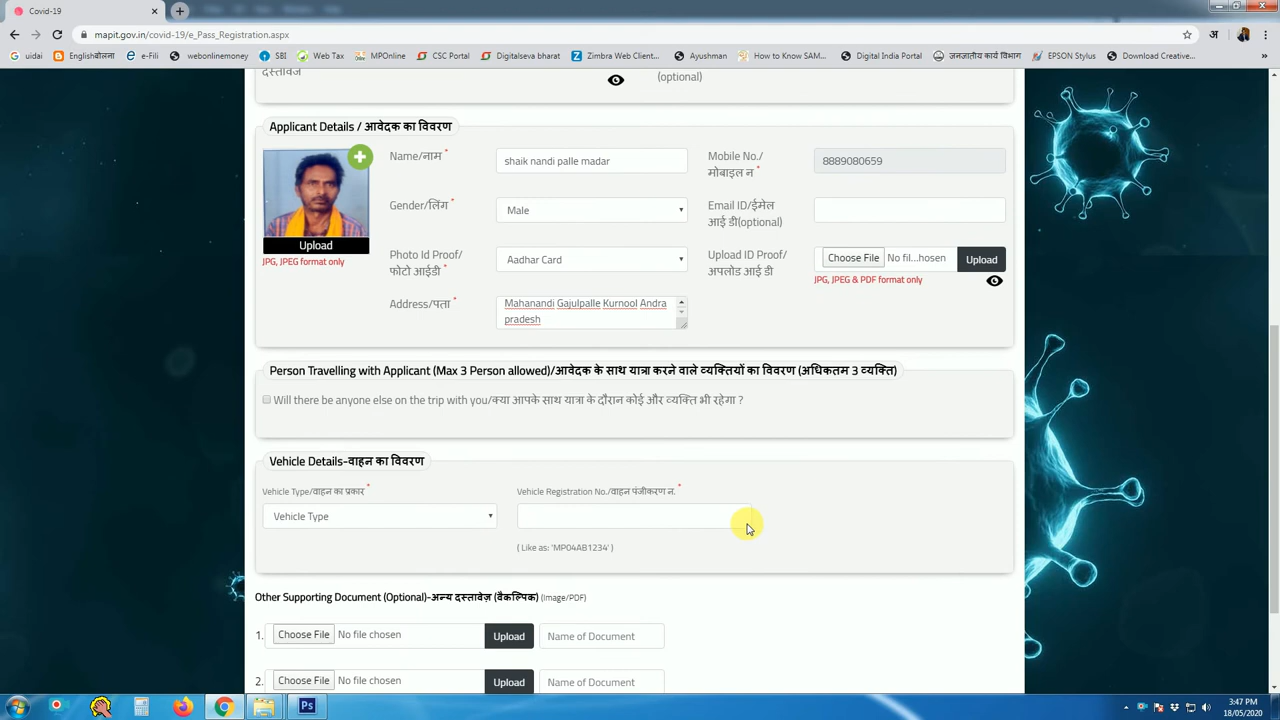 Covid-19
mapit.gov.in/covid-19/e_Pass_Registration.aspx
अ
uidai
Englishबोलना
e-Fili
webonlinemoney
SBI
Web Tax
MPOnline
CSC Portal
Digitalseva bharat
Zimbra Web Client...
Ayushman
How to Know SAM...
Digital India Portal
जनजातीय कार्य विभाग
EPSON Stylus
Download Creative...
»
दस्तावेज
(optional)
Applicant Details / आवेदक का विवरण
Name/नाम *
shaik nandi palle madar
Mobile No./
मोबाइल न *
8889080659
Gender/लिंग *
Male
Email ID/ईमेल
आई डी(optional)
Upload
JPG, JPEG format only
Photo Id Proof/
फोटो आईडी *
Aadhar Card
Upload ID Proof/
अपलोड आई डी
Choose File No fil...hosen
Upload
JPG, JPEG & PDF format only
Address/पता *
Mahanandi Gajulpalle Kurnool Andra
pradesh
Person Travelling with Applicant (Max 3 Person allowed)/आवेदक के साथ यात्रा करने वाले व्यक्तियों का विवरण (अधिकतम 3 व्यक्ति)
Will there be anyone else on the trip with you/क्या आपके साथ यात्रा के दौरान कोई और व्यक्ति भी रहेगा ?
Vehicle Details-वाहन का विवरण
Vehicle Type/वाहन का प्रकार *
Vehicle Registration No./वाहन पंजीकरण न. *
Vehicle Type
( Like as: 'MP04AB1234' )
Other Supporting Document (Optional)-अन्य दस्तावेज़ (वैकल्पिक) (Image/PDF)
1. Choose File No file chosen Upload Name of Document
2. Choose File No file chosen Upload Name of Document
Ps
3:47 PM
18/05/2020